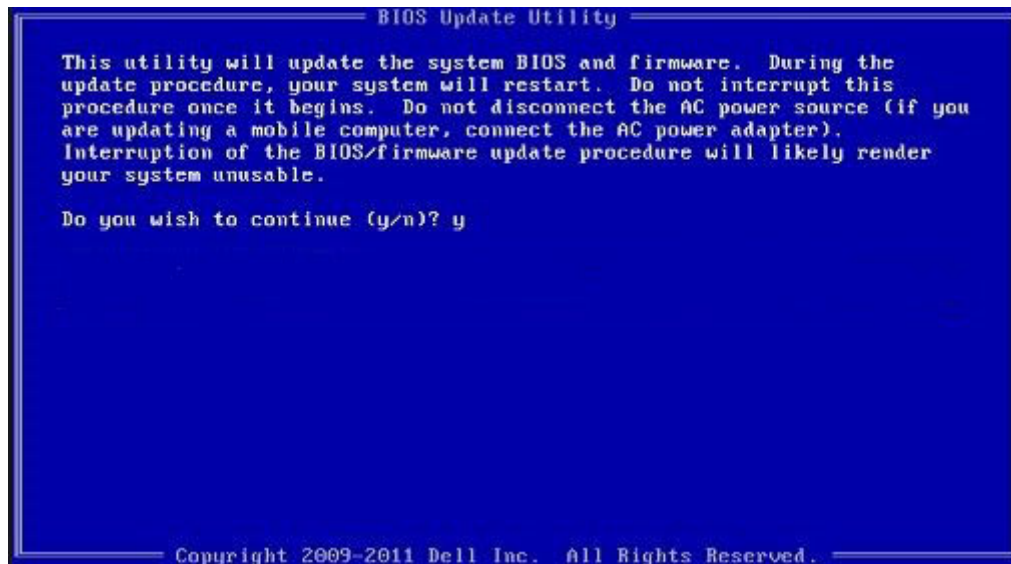 BIOS Update Utility
This utility will update the system BIOS and firmware. During the
update procedure, your system will restart. Do not interrupt this
procedure once it begins. Do not disconnect the AC power source (if you
are updating a mobile computer, connect the AC power adapter).
Interruption of the BIOS/firmware update procedure will likely render
your system unusable.
Do you wish to continue (y/n)? y
Copyright 2009-2011 Dell Inc. All Rights Reserved.